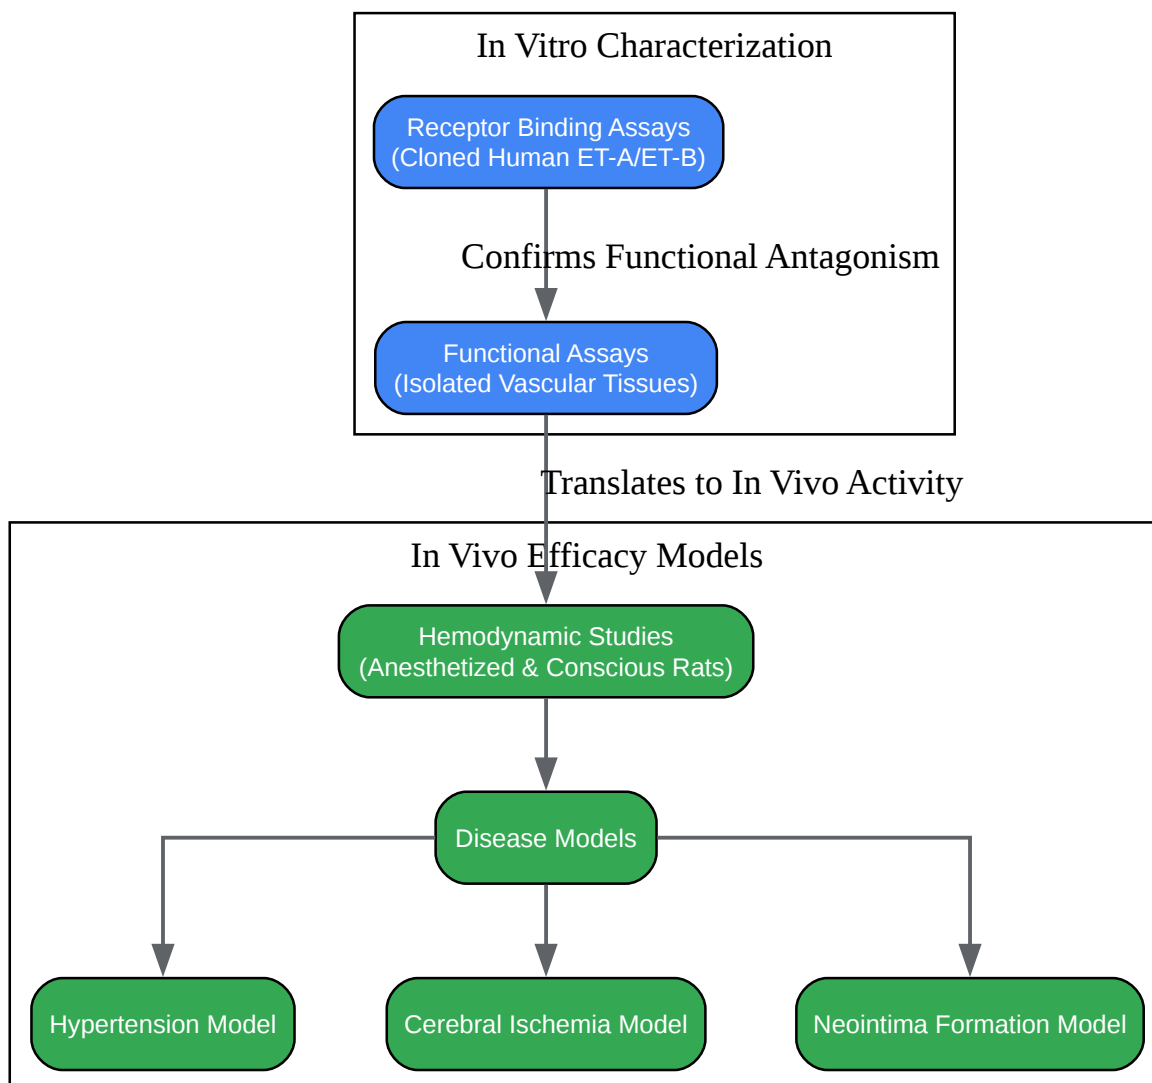 In Vitro Characterization
Receptor Binding Assays
(Cloned Human ET-A/ET-B)
Confirms Functional Antagonism
Functional Assays
(Isolated Vascular Tissues)
Translates to In Vivo Activity
In Vivo Efficacy Models
Hemodynamic Studies
(Anesthetized & Conscious Rats)
Disease Models
Hypertension Model
Cerebral Ischemia Model
Neointima Formation Model